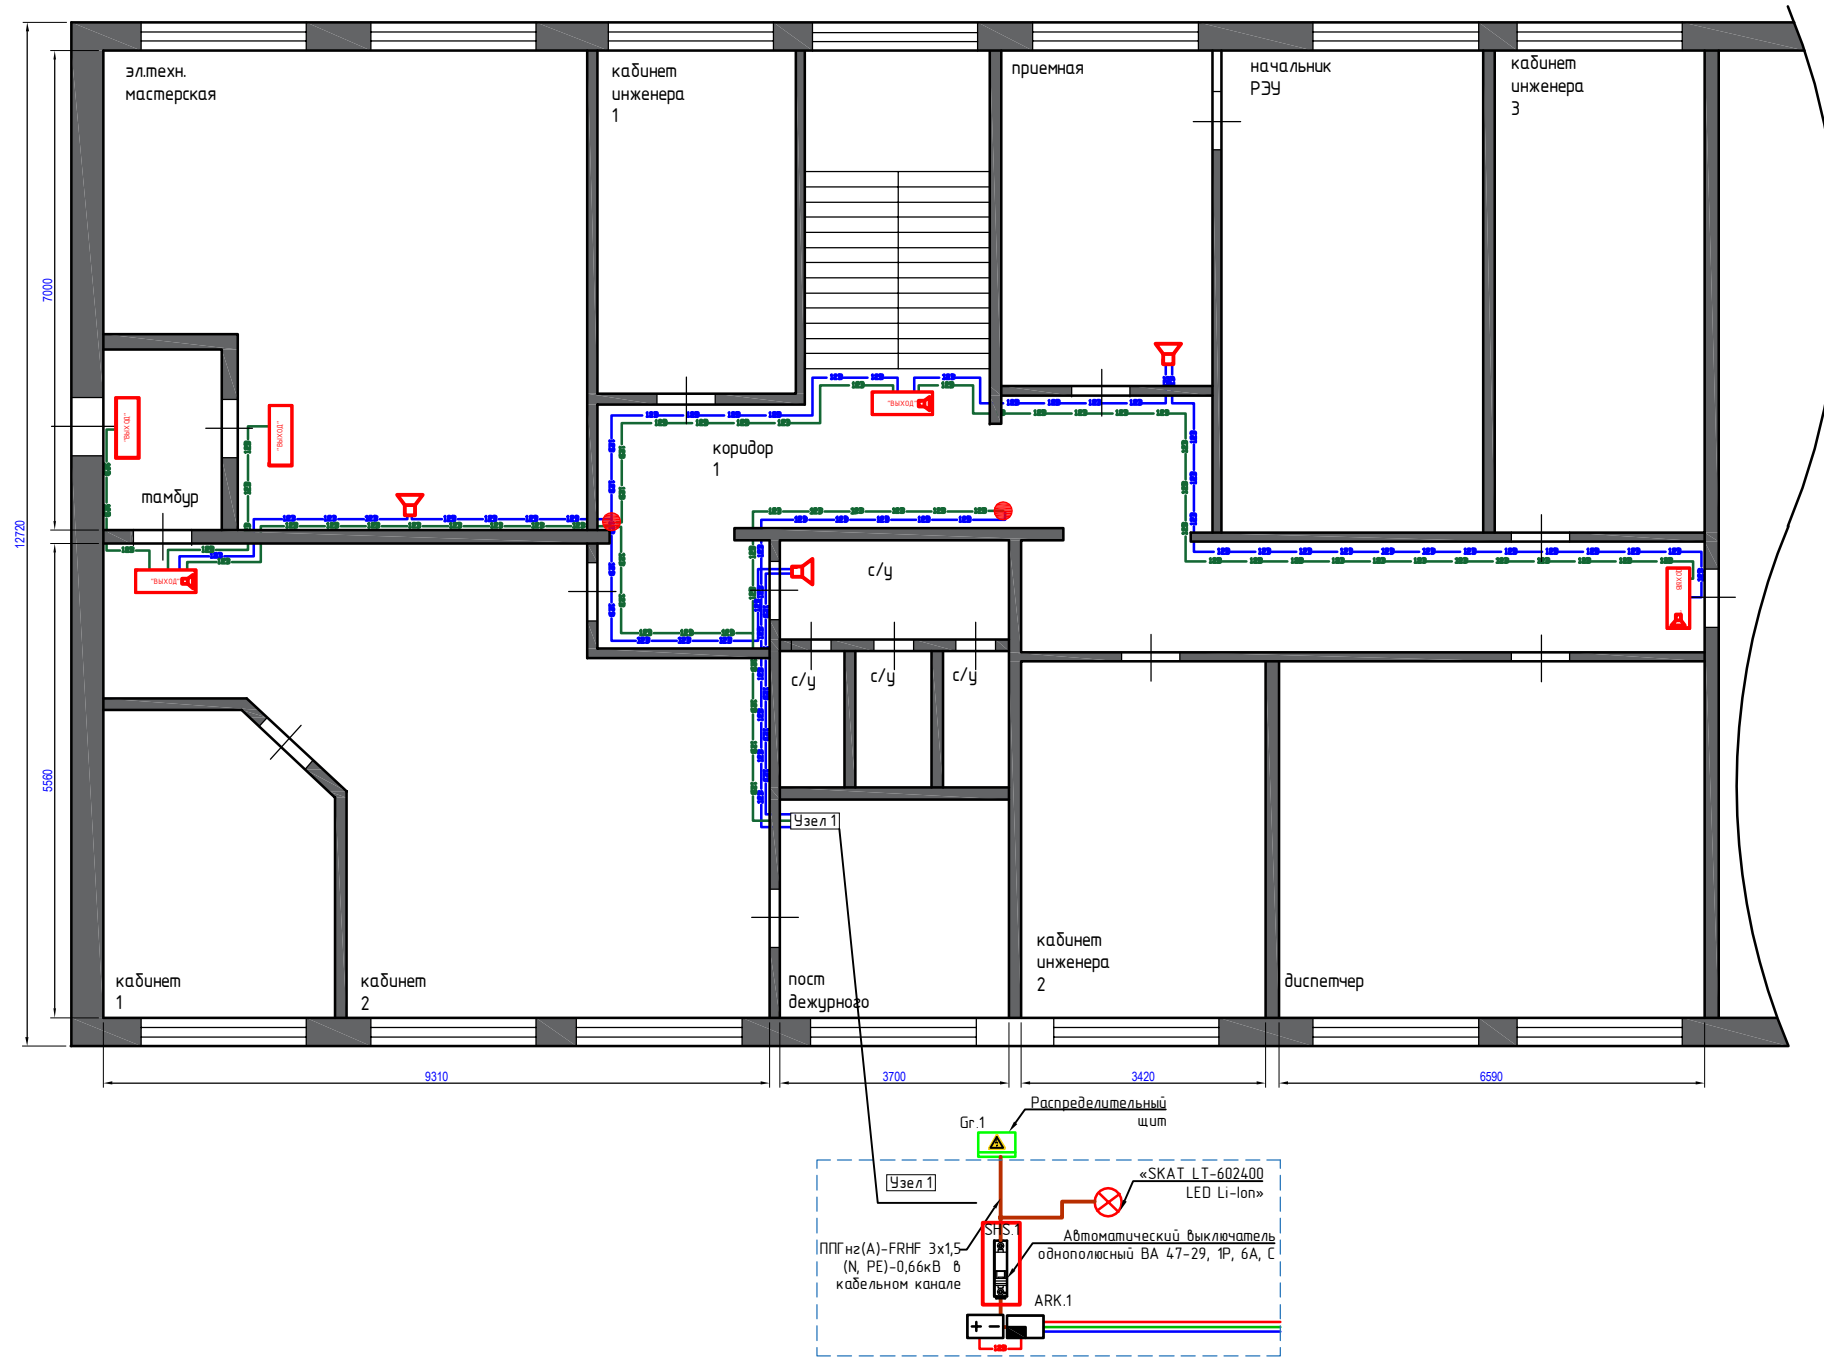 эл.техн.
мастерская
кабинет
инженера
1
приемная
начальник
РЭУ
кабинет
инженера
3
7000
12720
5560
"ВЫХОД"
"ВЫХОД"
"ВЫХОД"
"ВЫХОД"
тамбур
коридор
1
с/у
с/у
с/у
с/у
Узел 1
кабинет
1
кабинет
2
пост
дежурного
кабинет
инженера
2
диспетчер
9310
3700
3420
6590
Распределительный
щит
Gr.1
Узел 1
«SKAT LT-602400
LED Li-Ion»
SHS.1
Автоматический выключатель
однополюсный ВА 47-29, 1Р, 6А, С
ППГнг(А)-FRHF 3х1,5
(N, PE)-0,66кВ в
кабельном канале
ARK.1
+ -